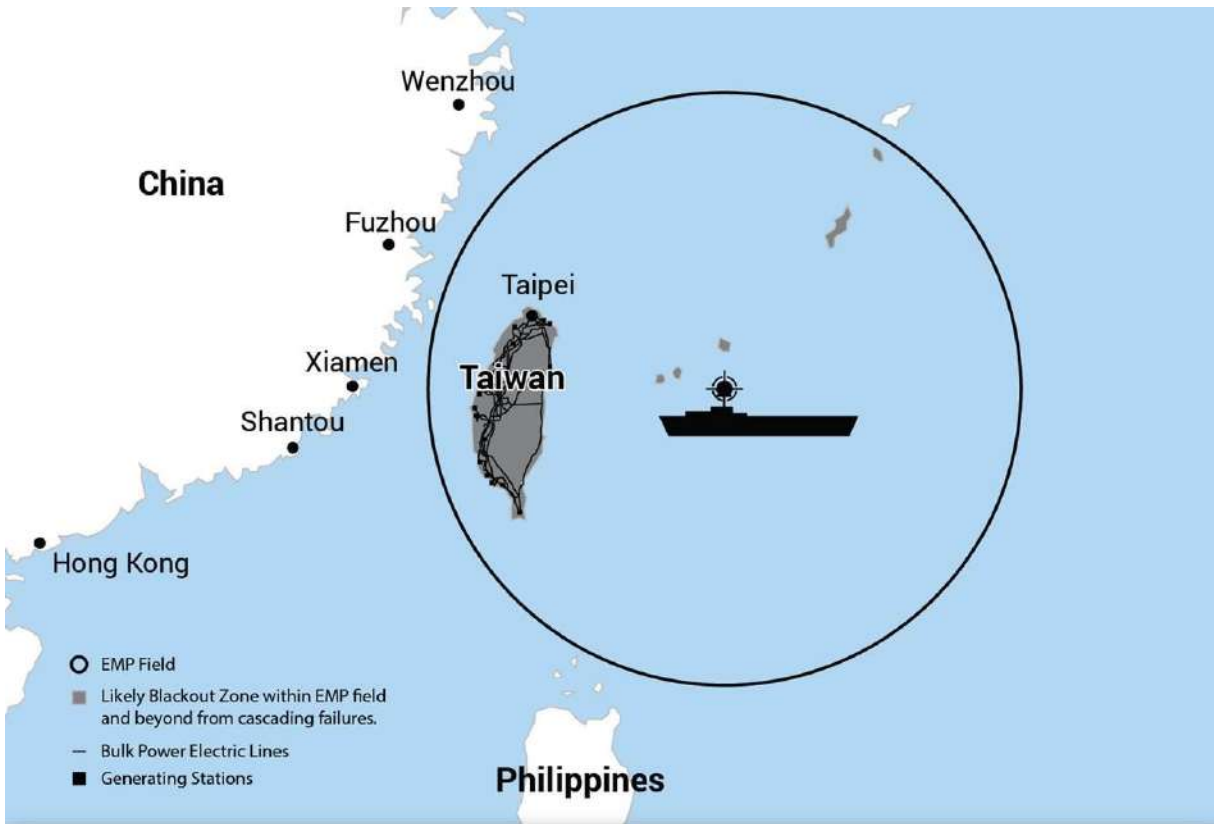 Wenzhou
China
Fuzhou
Taipei
Xiamen
Taiwan
Shantou
Hong Kong
EMP Field
Likely Blackout Zone within EMP field
and beyond from cascading failures.
Bulk Power Electric Lines
Generating Stations
Philippines